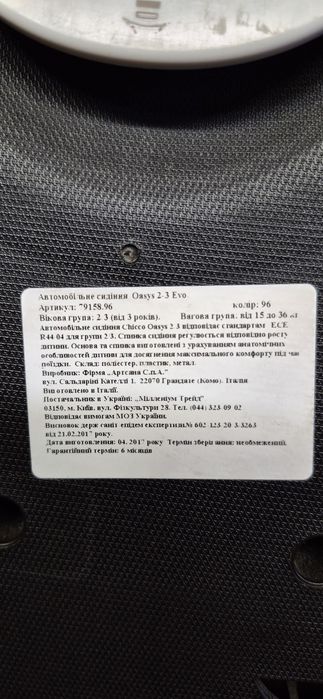 Автомобільне сидіння Oasys 2-3 Evo
Артикул: 79158.96 колір: 96
Вікова група: 2 3 (від 3 років). Вагова група: від 15 до 36 кг
Автомобільне сидіння Chicco Oasys 2 3 відповідає стандартам ECE
R44 04 для групи 2 3. Спинка сидіння регулюється відповідно росту
дитини. Основа та спинка виготовлені з урахуванням анатомічних
особливостей дитини для досягнення максимального комфорту під час
поїздки. Склад: поліестер, пластик, метал.
Виробник: Фірма „Артсана С.п.А."
вул. Сальдаріні Кателлі 1, 22070 Грандате (Комо), Італія
Виготовлено в Італії.
Постачальник в Україні: „Мілленіум Трейд"
03150, м. Київ, вул. Фізкультури 28. Тел. (044) 323-09-02
Відповідає вимогам МОЗ України.
Висновок держ саніт-епідем експертизи№ 602-123-20-3/3263
від 21.02.2017 року.
Дата виготовлення: 04. 2017 року Термін зберігання: необмежений.
Гарантійний термін: 6 місяців